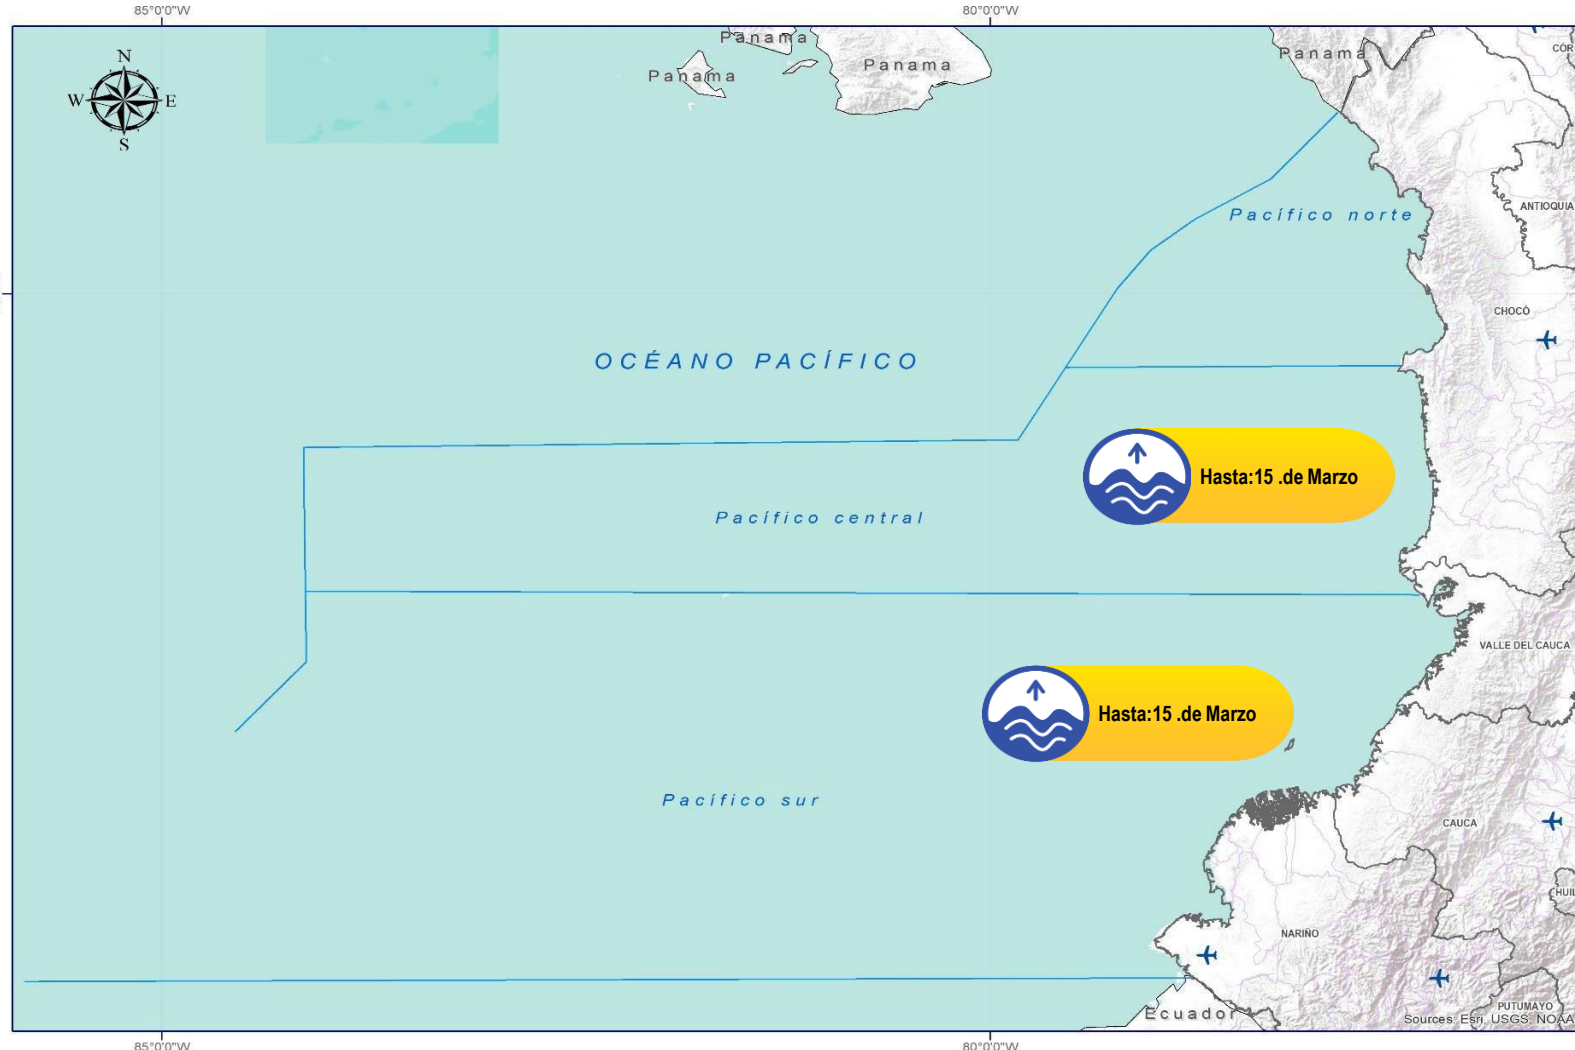 85°0'0"W
80°0'0"W
N
W
E
S
Panama
Panama
Panama
Panama
CÓR
ANTIOQUIA
Pacífico norte
CHOCÓ
OCÉANO PACÍFICO
Hasta:15 .de Marzo
Pacífico central
VALLE DEL CAUCA
Hasta:15 .de Marzo
Pacífico sur
CAUCA
HUIL
NARIÑO
PUTUMAYO
Ecuador
Sources: Esri, USGS, NOAA
85°0'0"W
80°0'0"W